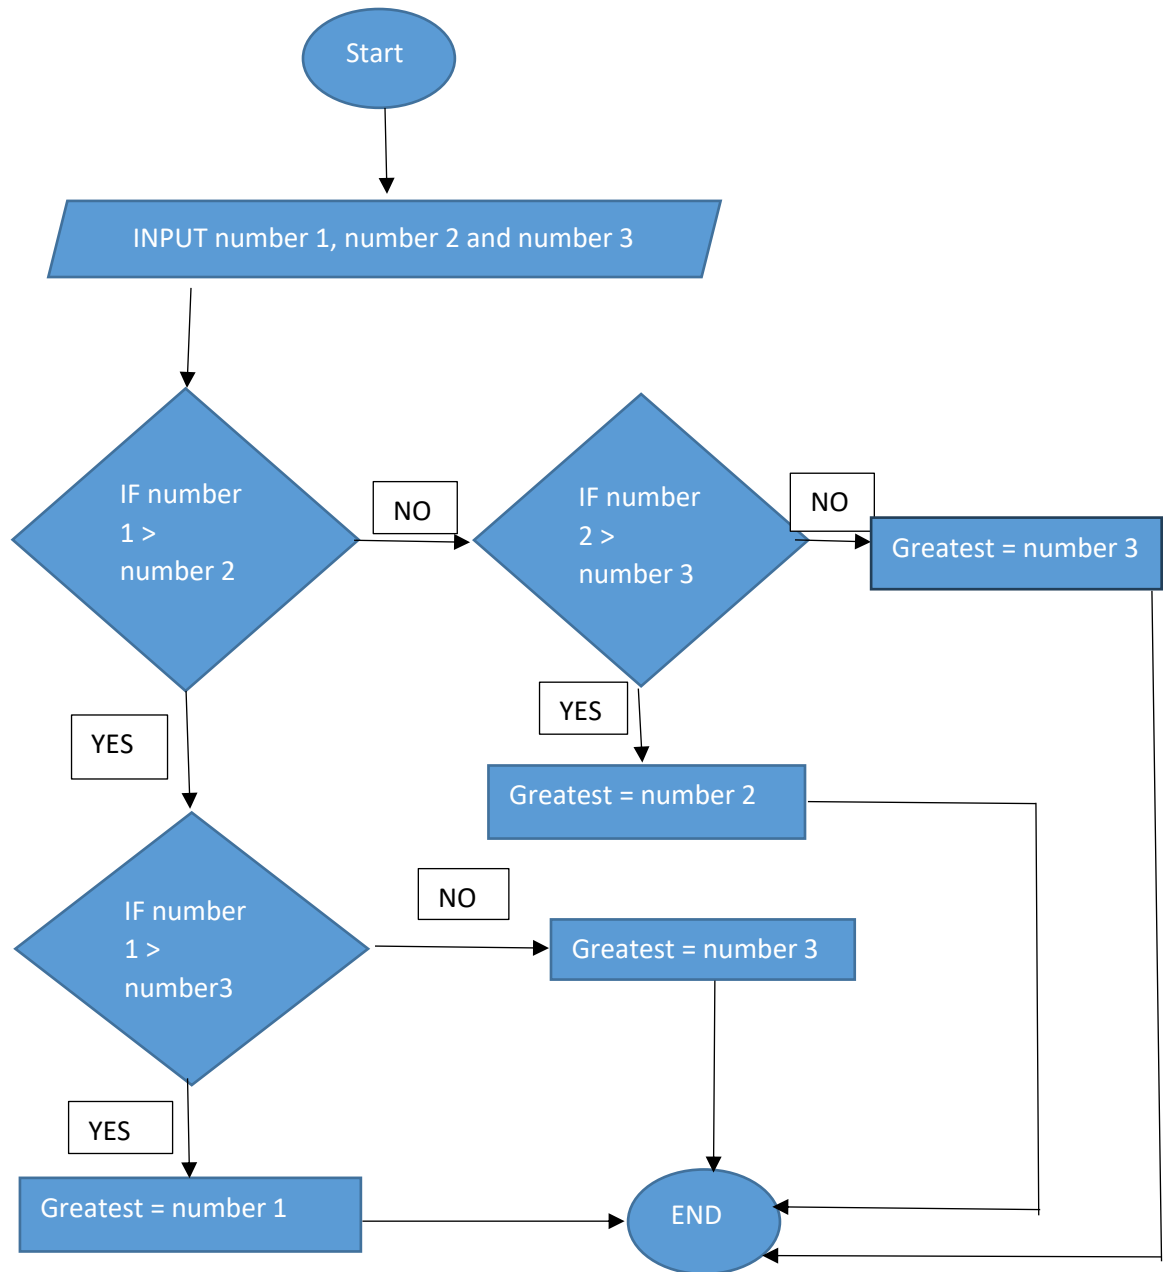 Start
INPUT number 1, number 2 and number 3
IF number
1 >
number 2
NO
IF number
2 >
number 3
NO
Greatest = number 3
YES
YES
Greatest = number 2
IF number
1 >
number3
NO
Greatest = number 3
YES
Greatest = number 1
END